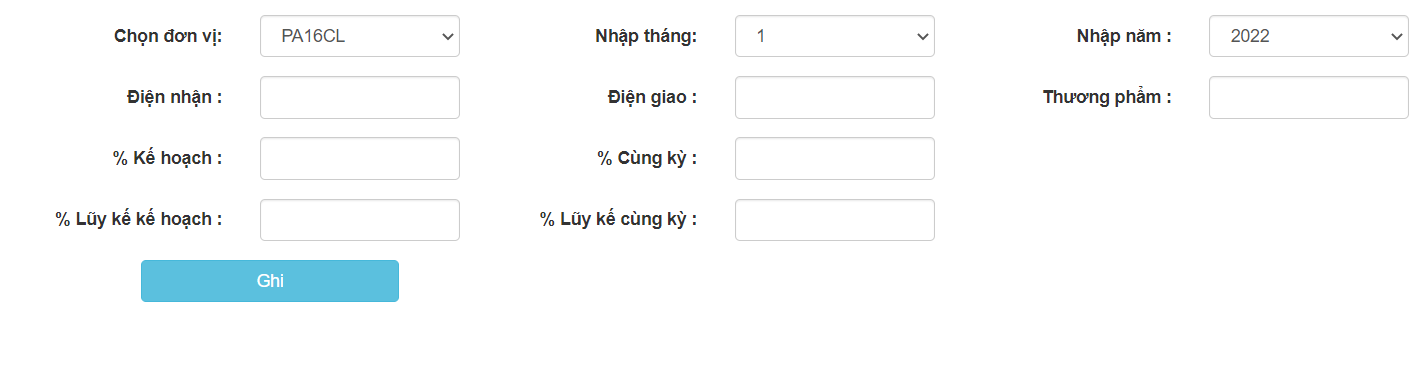 Chọn đơn vị: PA16CL Nhập tháng: 1 Nhập năm : 2022
Điện nhận : Điện giao : Thương phẩm :
% Kế hoạch : % Cùng kỳ :
% Lũy kế kế hoạch : % Lũy kế cùng kỳ :
Ghi